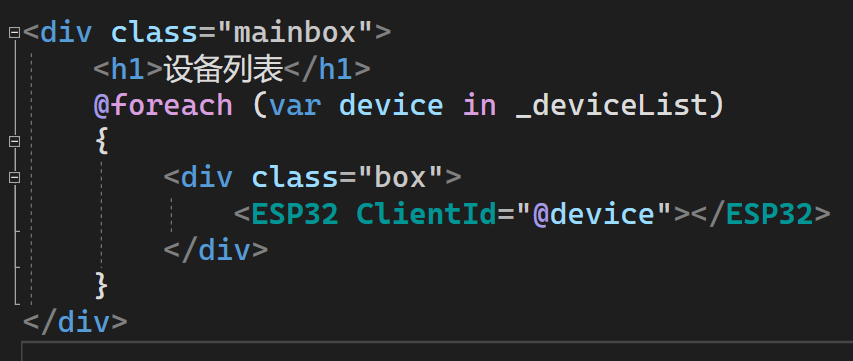 <div class="mainbox">
<h1>设备列表</h1>
@foreach (var device in _deviceList)
{
<div class="box">
<ESP32 ClientId="@device"></ESP32>
</div>
}
</div>